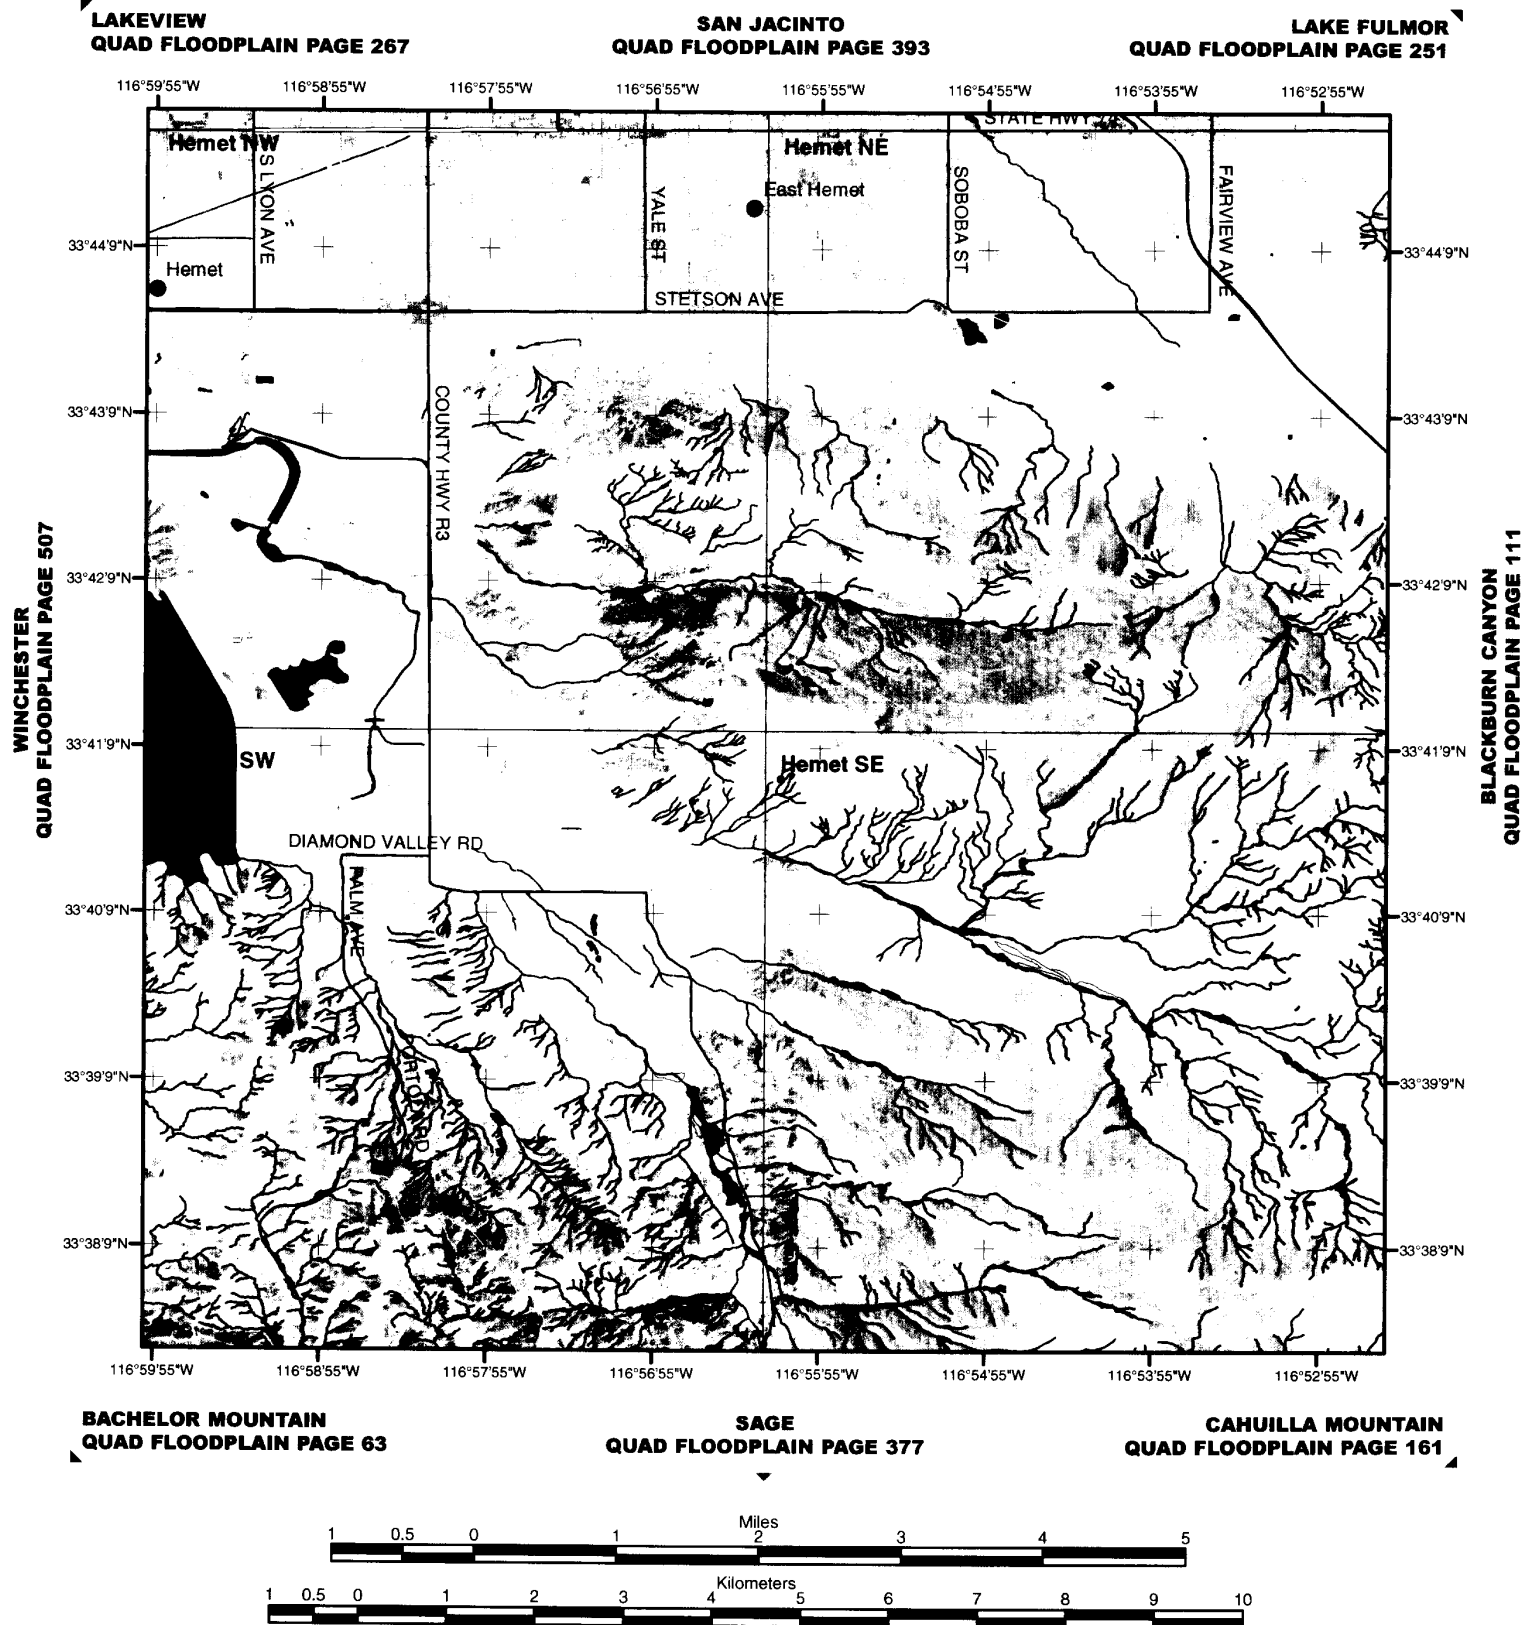 LAKEVIEW
QUAD FLOODPLAIN PAGE 267
SAN JACINTO
QUAD FLOODPLAIN PAGE 393
LAKE FULMOR
QUAD FLOODPLAIN PAGE 251
116°59'55"W 116°58'55"W 116°57'55"W 116°56'55"W 116°55'55"W 116°54'55"W 116°53'55"W 116°52'55"W
STATE HWY 74
Hemet NW
Hemet NE
S LYON AVE
YALE ST
East Hemet
SOBOBA ST
FAIRVIEW AVE
33°44'9"N
33°44'9"N
Hemet
STETSON AVE
33°43'9"N
33°43'9"N
COUNTY HWY R3
WINCHESTER
QUAD FLOODPLAIN PAGE 507
BLACKBURN CANYON
QUAD FLOODPLAIN PAGE 111
33°42'9"N
33°42'9"N
33°41'9"N
33°41'9"N
SW
Hemet SE
DIAMOND VALLEY RD
PALM AVE
33°40'9"N
33°40'9"N
33°39'9"N
33°39'9"N
33°38'9"N
33°38'9"N
116°59'55"W 116°58'55"W 116°57'55"W 116°56'55"W 116°55'55"W 116°54'55"W 116°53'55"W 116°52'55"W
BACHELOR MOUNTAIN
QUAD FLOODPLAIN PAGE 63
SAGE
QUAD FLOODPLAIN PAGE 377
CAHUILLA MOUNTAIN
QUAD FLOODPLAIN PAGE 161
Miles
1 0.5 0 1 2 3 4 5
Kilometers
1 0.5 0 1 2 3 4 5 6 7 8 9 10